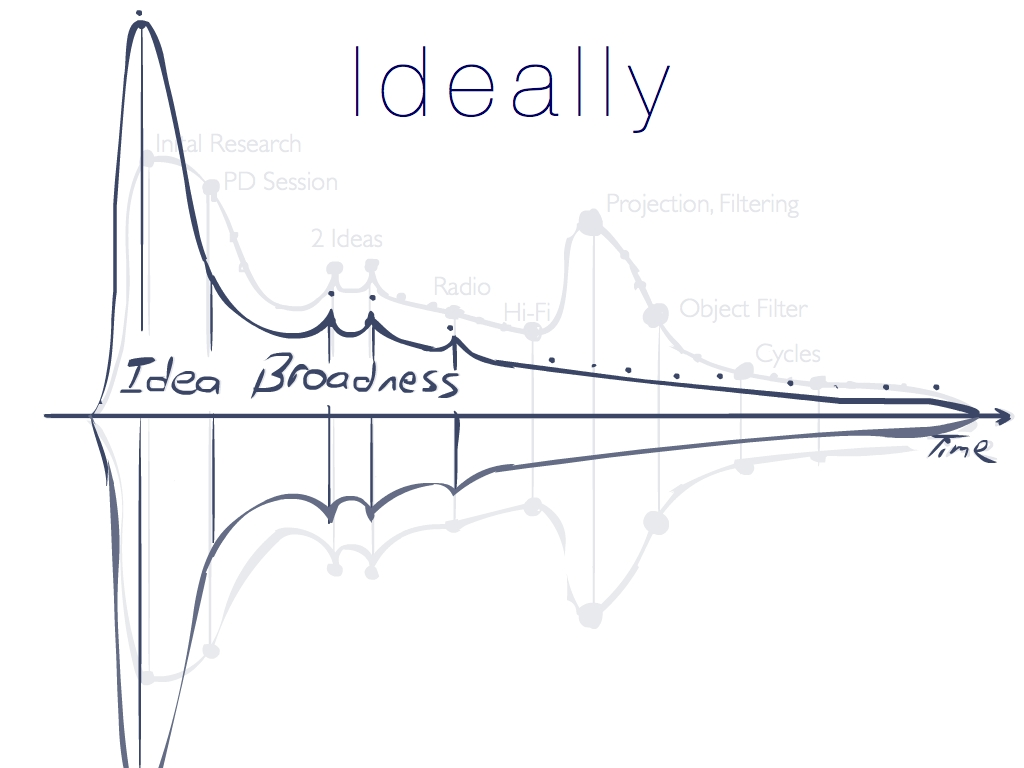 Ideally
Inital Research
PD Session
Projection, Filtering
2 Ideas
Radio
Hi-Fi
Object Filter
Cycles
Idea Broadness
Time